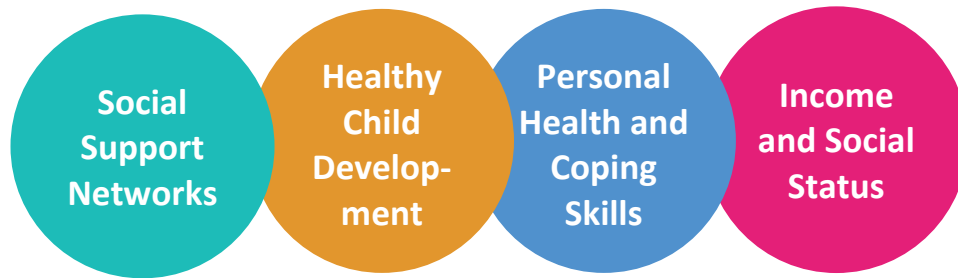 Social
Support
Networks
Healthy
Child
Develop-
ment
Personal
Health and
Coping
Skills
Income
and Social
Status